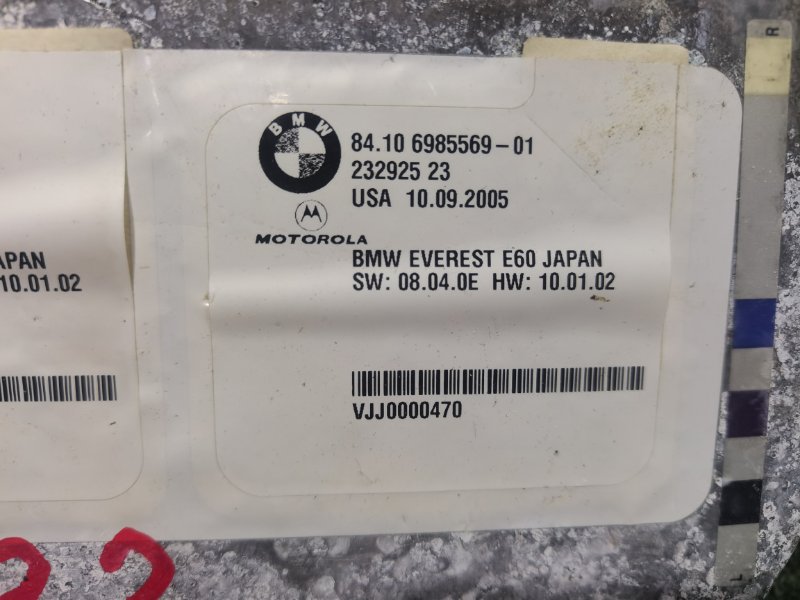 BMW
84.10 6985569-01
232925 23
USA 10.09.2005
MOTOROLA
BMW EVEREST E60 JAPAN
SW: 08.04.0E HW: 10.01.02
VJJ0000470
APAN
10.01.02
R
L
22